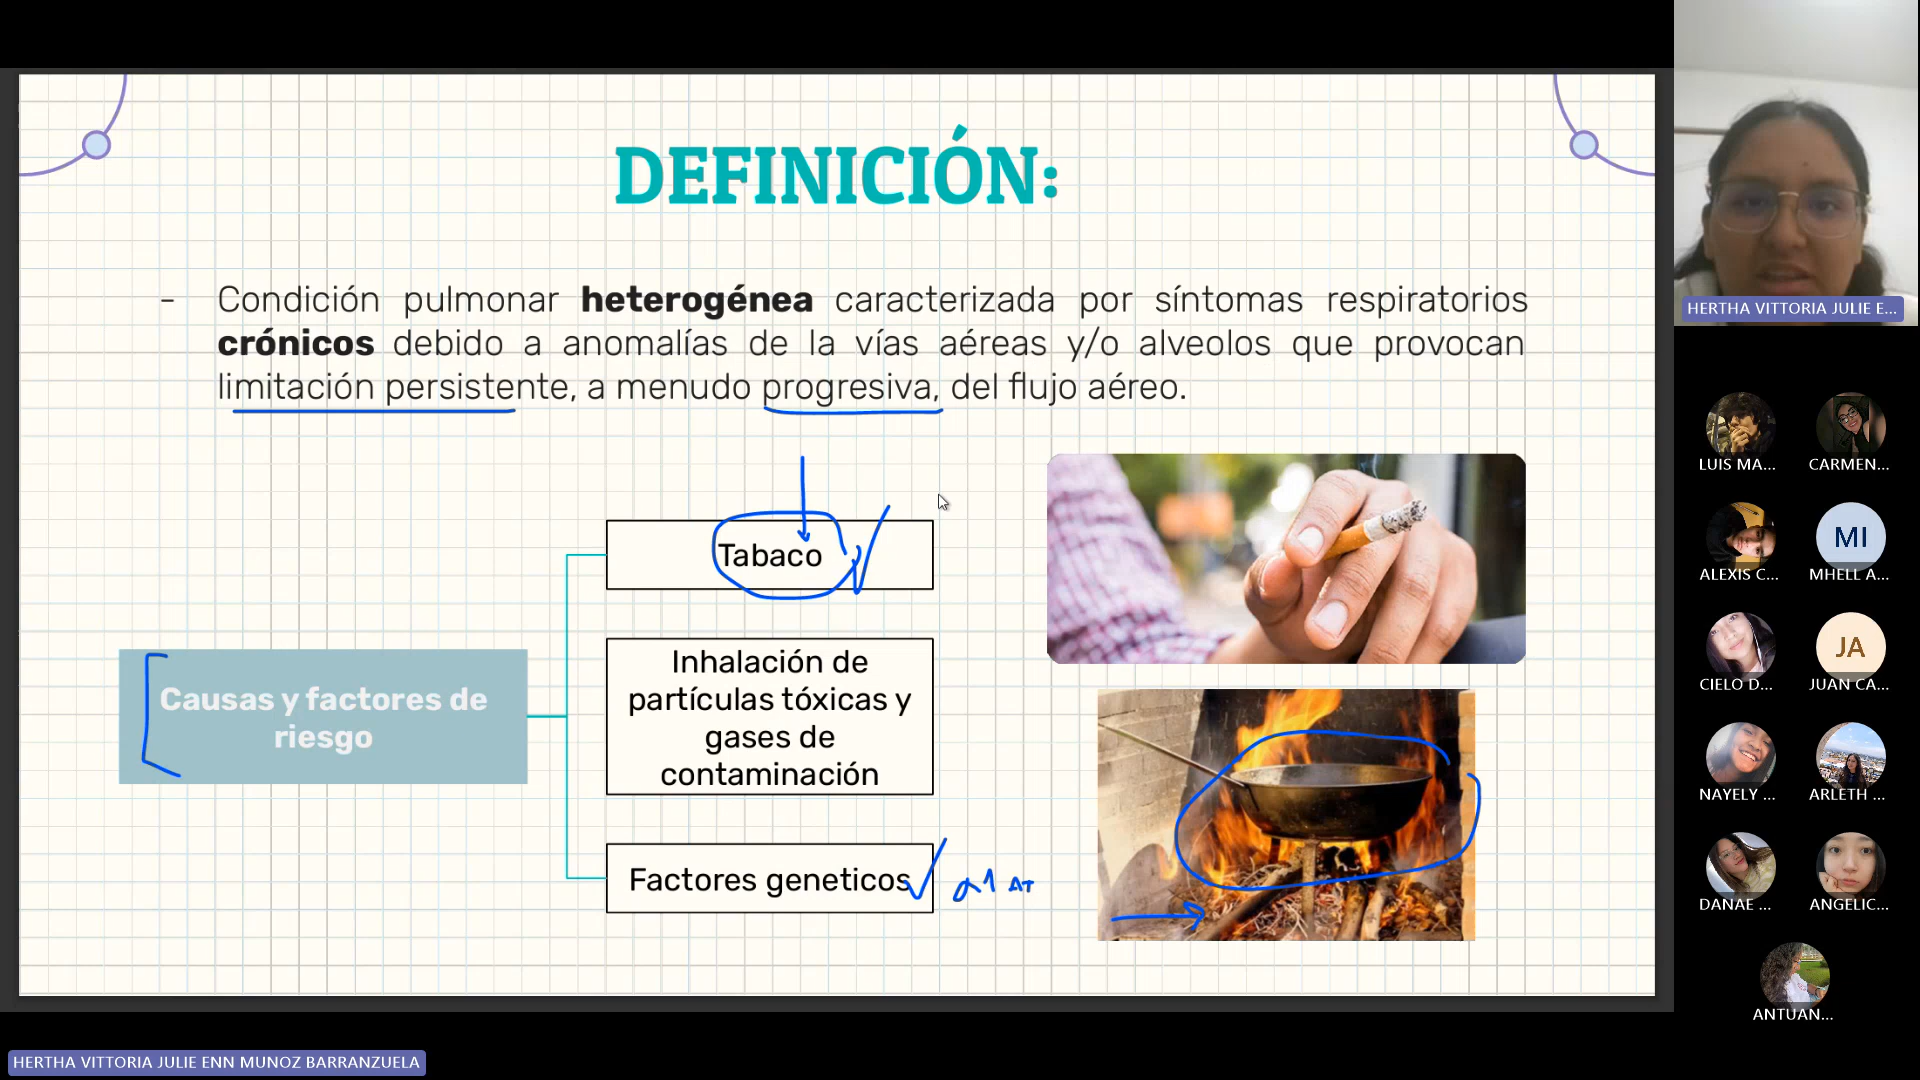 DEFINICIÓN:
- Condición pulmonar heterogénea caracterizada por síntomas respiratorios
crónicos debido a anomalías de la vías aéreas y/o alveolos que provocan
limitación persistente, a menudo progresiva, del flujo aéreo.
Tabaco
Inhalación de
partículas tóxicas y
gases de
contaminación
Causas y factores de
riesgo
Factores geneticos
α1 AT
HERTHA VITTORIA JULIE E...
LUIS MA...
CARMEN...
ALEXIS C...
MI
MHELL A...
CIELO D...
JA
JUAN CA...
NAYELY ...
ARLETH ...
DANAE ...
ANGELIC...
ANTUAN...
HERTHA VITTORIA JULIE ENN MUNOZ BARRANZUELA